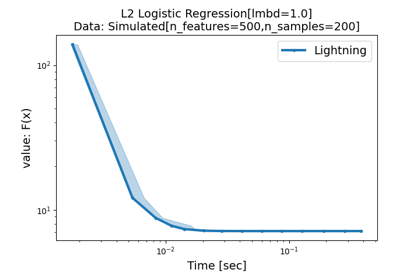 L2 Logistic Regression[lmbd=1.0]
Data: Simulated[n_features=500,n_samples=200]
Lightning
value: F(x)
10²
10¹
10⁻²
10⁻¹
Time [sec]